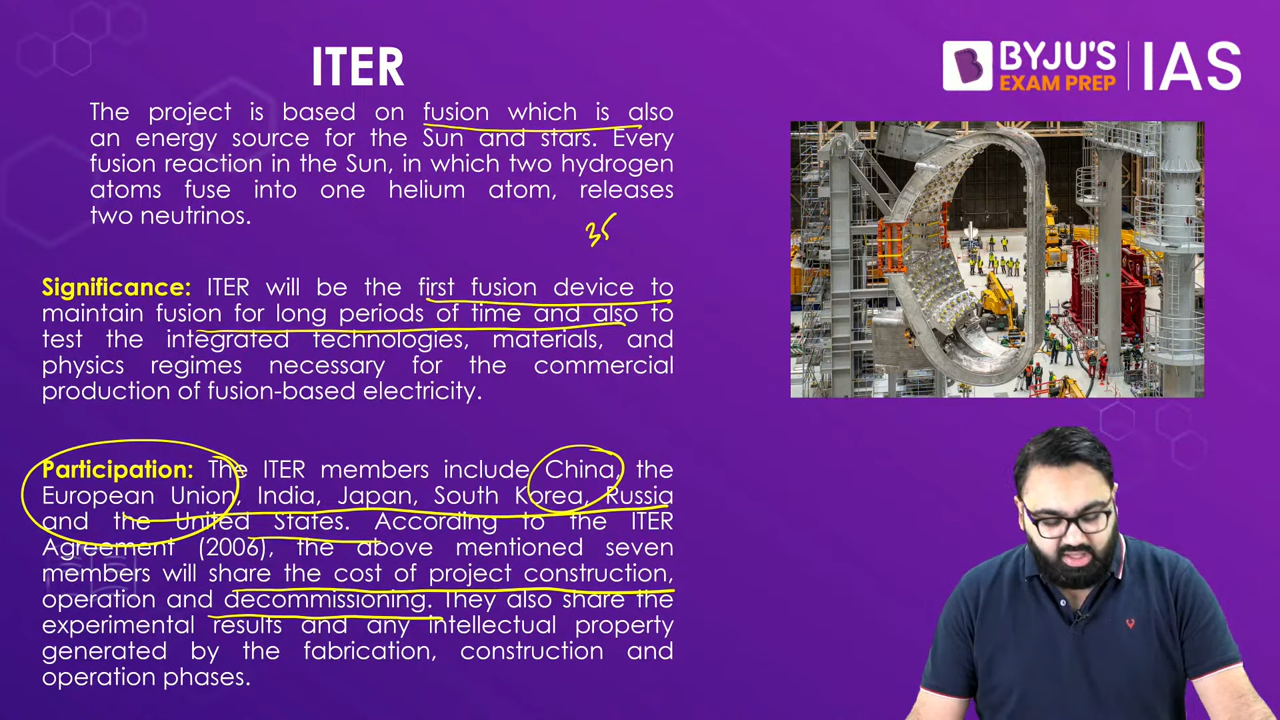 ITER
BYJU'S
EXAM PREP
IAS
The project is based on fusion which is also
an energy source for the Sun and stars. Every
fusion reaction in the Sun, in which two hydrogen
atoms fuse into one helium atom, releases
two neutrinos.
35
Significance: ITER will be the first fusion device to
maintain fusion for long periods of time and also to
test the integrated technologies, materials, and
physics regimes necessary for the commercial
production of fusion-based electricity.
Participation: The ITER members include China, the
European Union, India, Japan, South Korea, Russia
and the United States. According to the ITER
Agreement (2006), the above mentioned seven
members will share the cost of project construction,
operation and decommissioning. They also share the
experimental results and any intellectual property
generated by the fabrication, construction and
operation phases.